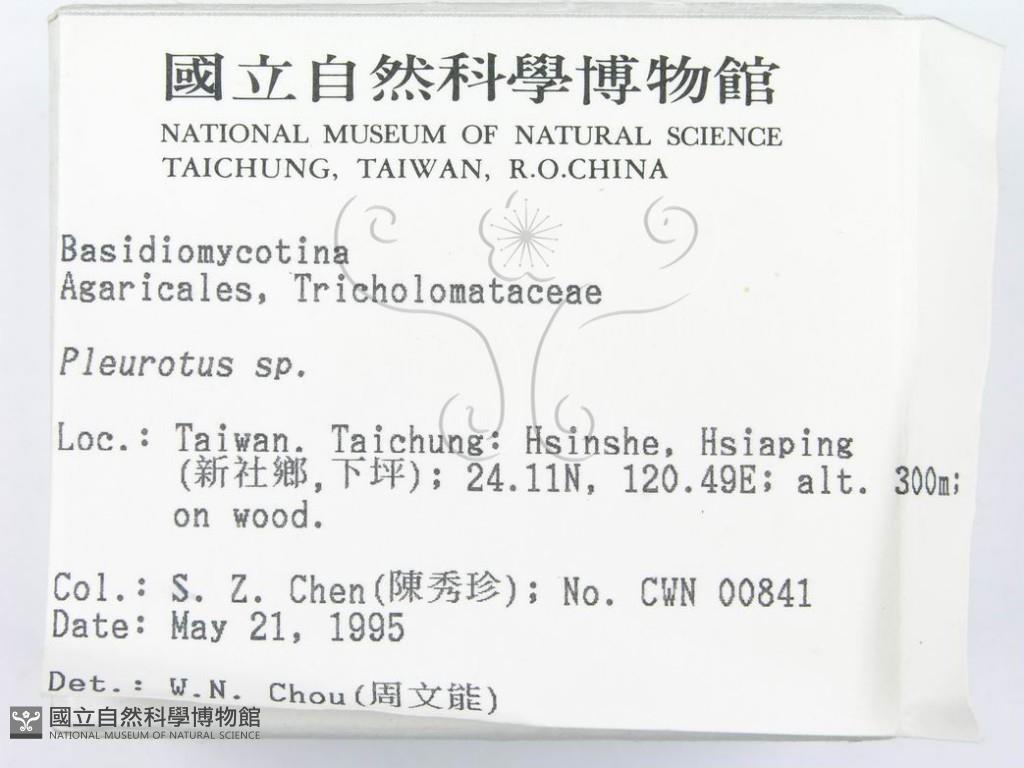 國立自然科學博物館
NATIONAL MUSEUM OF NATURAL SCIENCE
TAICHUNG, TAIWAN, R.O.CHINA
Basidiomycotina
Agaricales, Tricholomataceae
Pleurotus sp.
Loc.: Taiwan. Taichung: Hsinshe, Hsiaping
(新社鄉,下坪); 24.11N, 120.49E; alt. 300m;
on wood.
Col.: S. Z. Chen(陳秀珍); No. CWN 00841
Date: May 21, 1995
Det.: W.N. Chou(周文能)
國立自然科學博物館
NATIONAL MUSEUM OF NATURAL SCIENCE